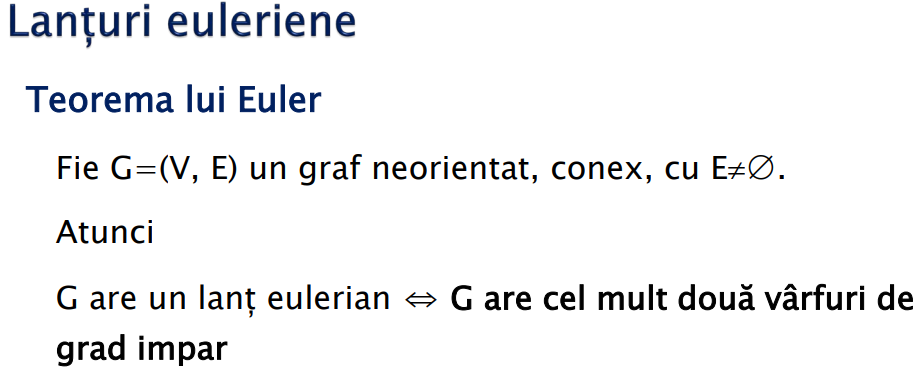 Lanțuri euleriene
Teorema lui Euler
Fie G=(V, E) un graf neorientat, conex, cu E≠∅.
Atunci
G are un lanț eulerian ⇔ G are cel mult două vârfuri de
grad impar